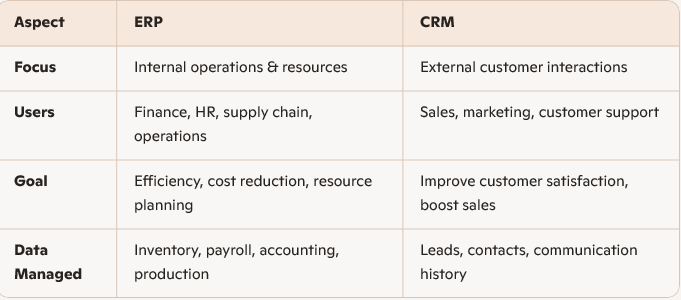 Aspect ERP CRM
Focus Internal operations & resources External customer interactions
Users Finance, HR, supply chain, Sales, marketing, customer support
operations
Goal Efficiency, cost reduction, resource Improve customer satisfaction,
planning boost sales
Data Inventory, payroll, accounting, Leads, contacts, communication
Managed production history